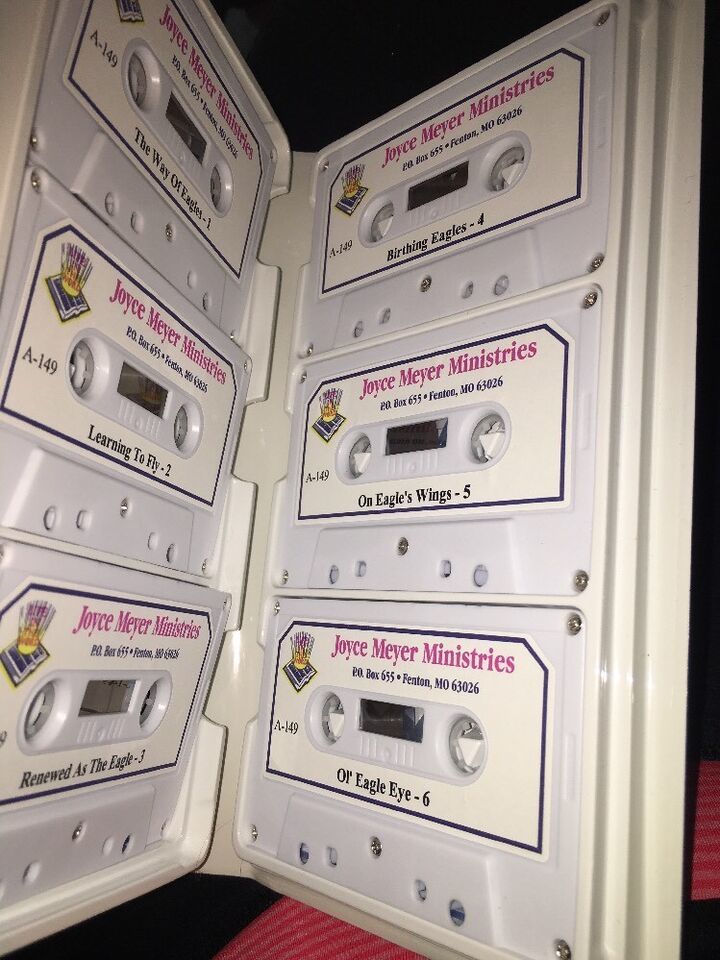 Joyce Meyer Ministries
P.O. Box 655 • Fenton, MO 63026
A-149
The Way Of Eagles - 1
Joyce Meyer Ministries
P.O. Box 655 • Fenton, MO 63026
A-149
Learning To Fly - 2
Joyce Meyer Ministries
P.O. Box 655 • Fenton, MO 63026
9
Renewed As The Eagle - 3
Joyce Meyer Ministries
P.O. Box 655 • Fenton, MO 63026
A-149
Birthing Eagles - 4
Joyce Meyer Ministries
P.O. Box 655 • Fenton, MO 63026
A-149
On Eagle's Wings - 5
Joyce Meyer Ministries
P.O. Box 655 • Fenton, MO 63026
A-149
Ol' Eagle Eye - 6